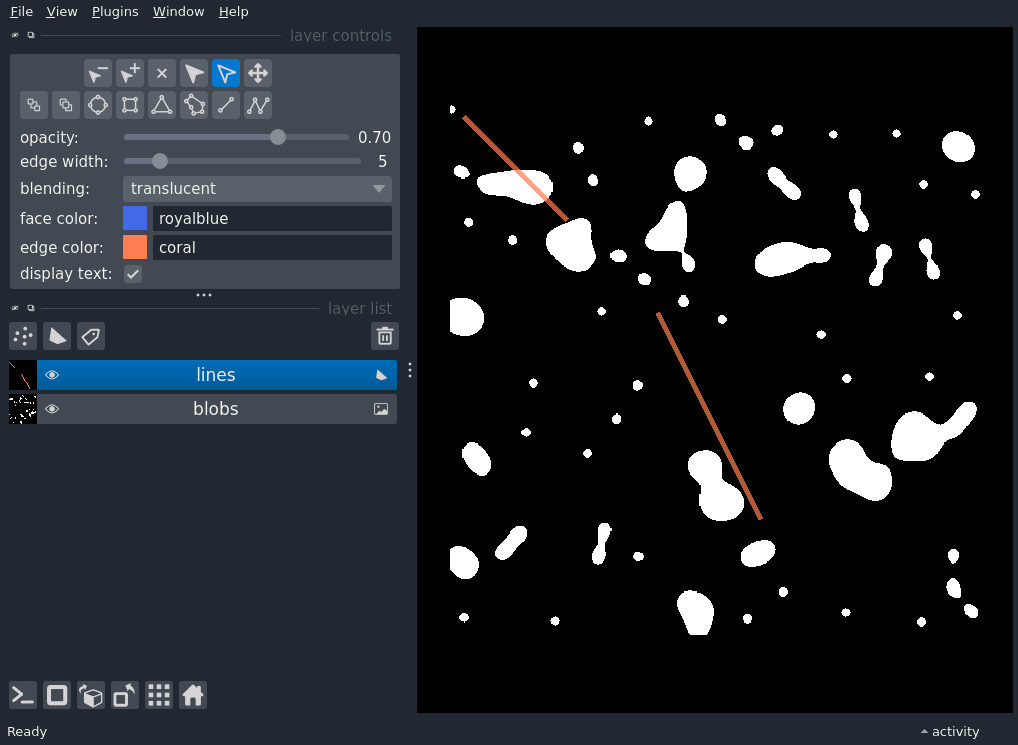 File View Plugins Window Help
layer controls
opacity: 0.70
edge width: 5
blending: translucent
face color: royalblue
edge color: coral
display text:
layer list
lines
blobs
Ready activity